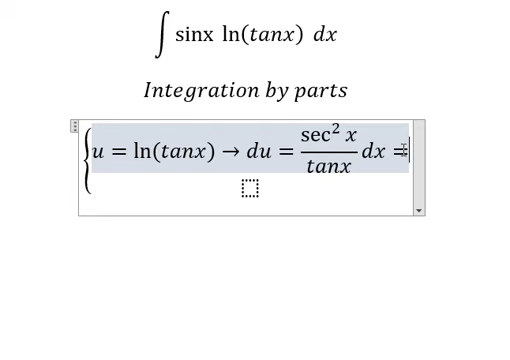 ∫ sinx ln(tanx) dx
Integration by parts
{u = ln(tanx) → du = sec² x / tanx dx =